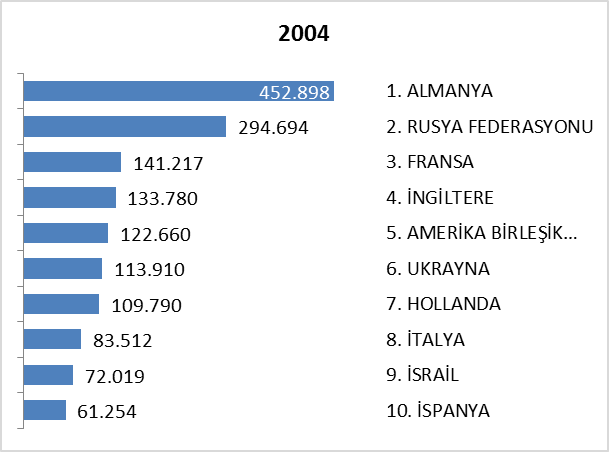 2004
452.898 1. ALMANYA
294.694 2. RUSYA FEDERASYONU
141.217 3. FRANSA
133.780 4. İNGİLTERE
122.660 5. AMERİKA BİRLEŞİK...
113.910 6. UKRAYNA
109.790 7. HOLLANDA
83.512 8. İTALYA
72.019 9. İSRAİL
61.254 10. İSPANYA